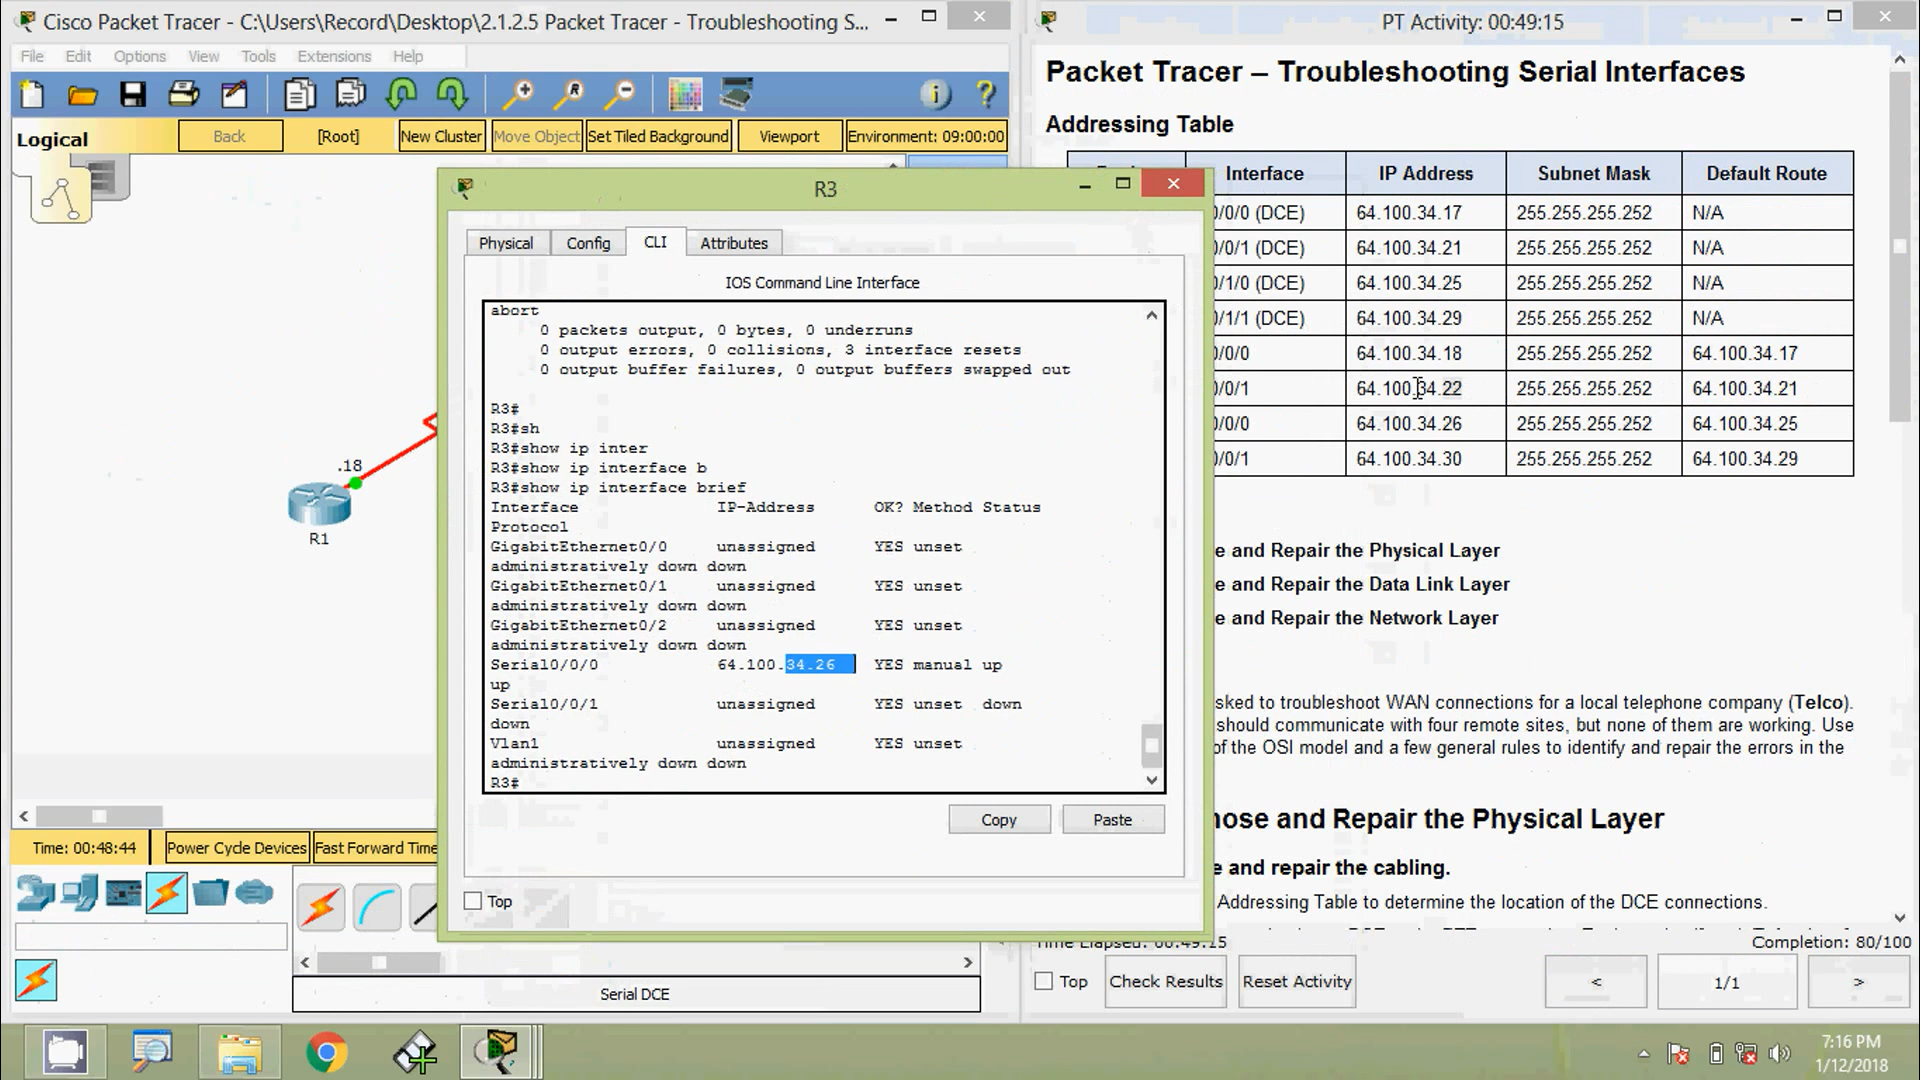 Cisco Packet Tracer - C:\Users\Record\Desktop\2.1.2.5 Packet Tracer - Troubleshooting S...
File Edit Options View Tools Extensions Help
Logical
Back
[Root]
New Cluster
Move Object
Set Tiled Background
Viewport
Environment: 09:00:00
.18
R1
R3
Physical
Config
CLI
Attributes
IOS Command Line Interface
abort
0 packets output, 0 bytes, 0 underruns
0 output errors, 0 collisions, 3 interface resets
0 output buffer failures, 0 output buffers swapped out
R3#
R3#sh
R3#show ip inter
R3#show ip interface b
R3#show ip interface brief
Interface IP-Address OK? Method Status
Protocol
GigabitEthernet0/0 unassigned YES unset
administratively down down
GigabitEthernet0/1 unassigned YES unset
administratively down down
GigabitEthernet0/2 unassigned YES unset
administratively down down
Serial0/0/0 64.100.34.26 YES manual up
up
Serial0/0/1 unassigned YES unset down
down
Vlan1 unassigned YES unset
administratively down down
R3#
Copy
Paste
Top
Time: 00:48:44
Power Cycle Devices
Fast Forward Time
Serial DCE
PT Activity: 00:49:15
Packet Tracer – Troubleshooting Serial Interfaces
Addressing Table
Interface IP Address Subnet Mask Default Route
/0/0 (DCE) 64.100.34.17 255.255.255.252 N/A
/0/1 (DCE) 64.100.34.21 255.255.255.252 N/A
/1/0 (DCE) 64.100.34.25 255.255.255.252 N/A
/1/1 (DCE) 64.100.34.29 255.255.255.252 N/A
/0/0 64.100.34.18 255.255.255.252 64.100.34.17
/0/1 64.100.34.22 255.255.255.252 64.100.34.21
/0/0 64.100.34.26 255.255.255.252 64.100.34.25
/0/1 64.100.34.30 255.255.255.252 64.100.34.29
e and Repair the Physical Layer
e and Repair the Data Link Layer
e and Repair the Network Layer
sked to troubleshoot WAN connections for a local telephone company (Telco).
should communicate with four remote sites, but none of them are working. Use
of the OSI model and a few general rules to identify and repair the errors in the
nose and Repair the Physical Layer
e and repair the cabling.
Addressing Table to determine the location of the DCE connections.
Time Elapsed: 00:49:15
Completion: 80/100
Top
Check Results
Reset Activity
<
1/1
>
7:16 PM
1/12/2018